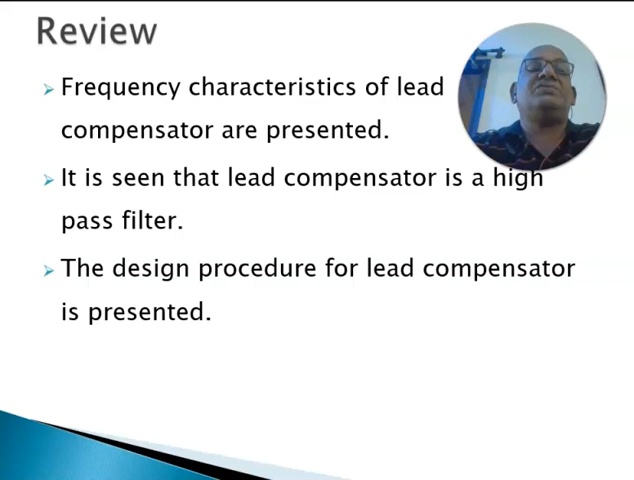 Review
Frequency characteristics of lead
compensator are presented.
It is seen that lead compensator is a high
pass filter.
The design procedure for lead compensator
is presented.